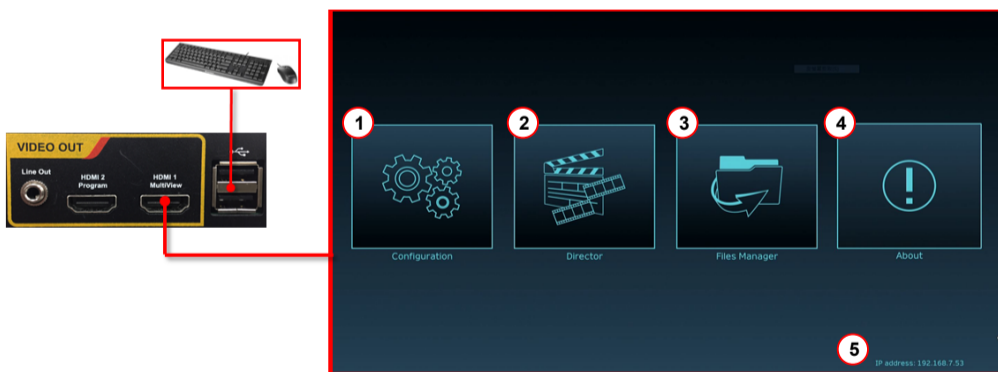 VIDEO OUT
Line Out
HDMI 2
Program
HDMI 1
MultiView
1
2
3
4
Configuration
Director
Files Manager
About
5
IP address: 192.168.7.53